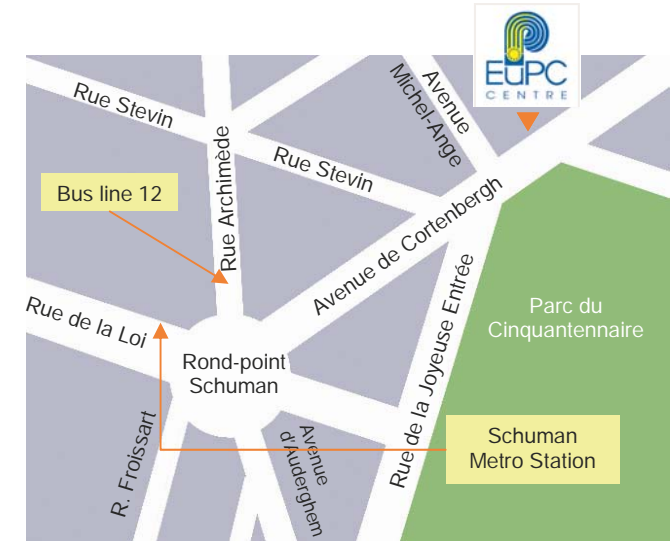 EuPC
CENTRE
Rue Stevin
Avenue
Michel-Ange
Rue Archimède
Rue Stevin
Bus line 12
Avenue de Cortenbergh
Rue de la Joyeuse Entrée
Parc du
Cinquantennaire
Rue de la Loi
Rond-point
Schuman
R. Froissart
Avenue
d'Auderghem
Schuman
Metro Station